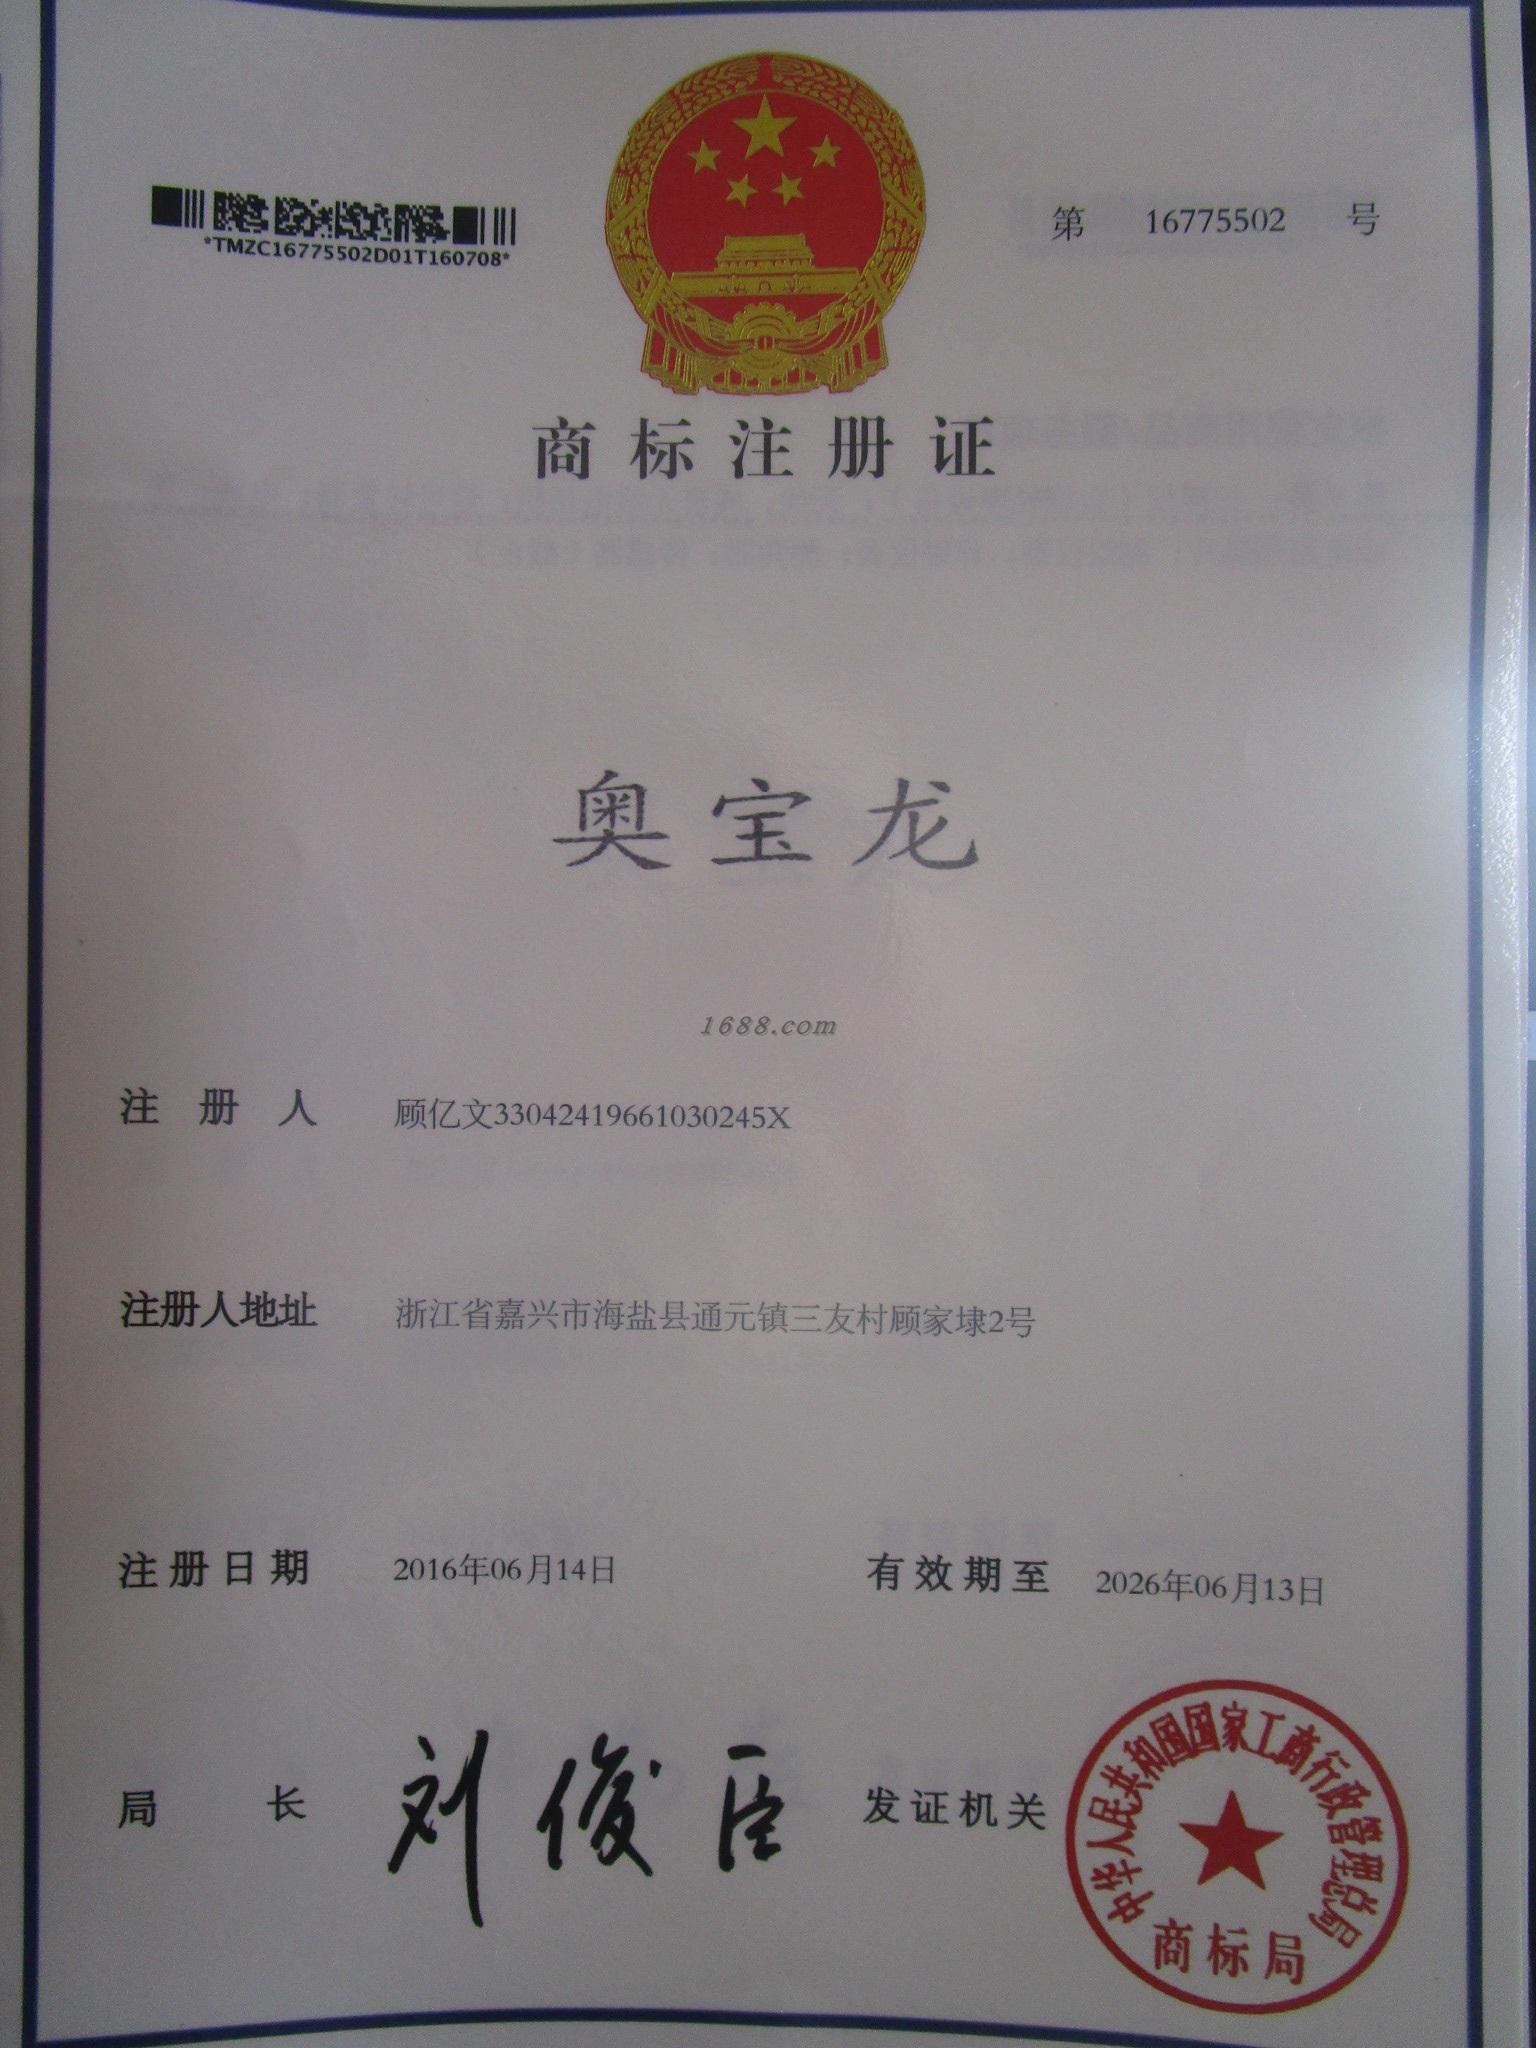 *TMZC16775502D01T160708*
第 16775502 号
商标注册证
奥宝龙
1688.com
注册人 顾亿文33042419661030245X
注册人地址 浙江省嘉兴市海盐县通元镇三友村顾家埭2号
注册日期 2016年06月14日 有效期至 2026年06月13日
局长 刘俊臣 发证机关
中华人民共和国国家工商行政管理总局
商标局